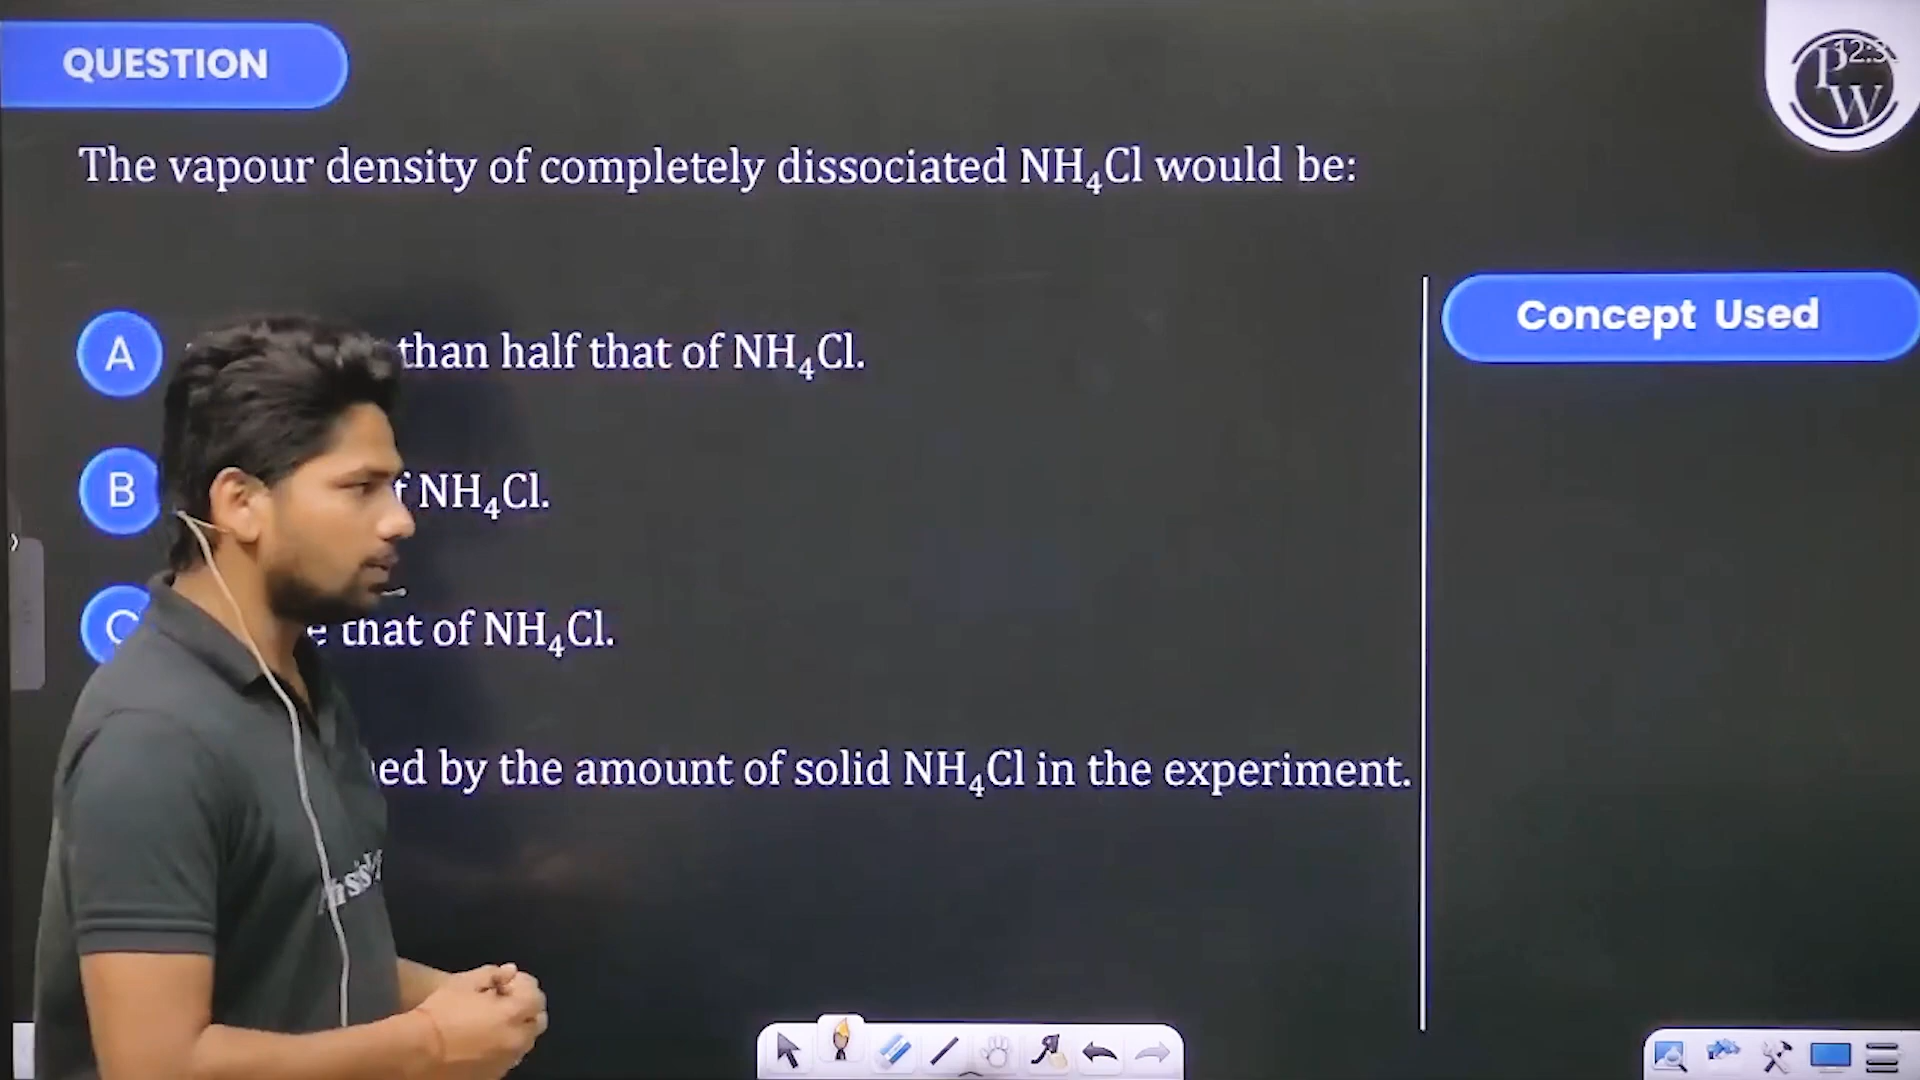 QUESTION
PW
The vapour density of completely dissociated NH₄Cl would be:
Concept Used
A than half that of NH₄Cl.
B NH₄Cl.
C that of NH₄Cl.
by the amount of solid NH₄Cl in the experiment.